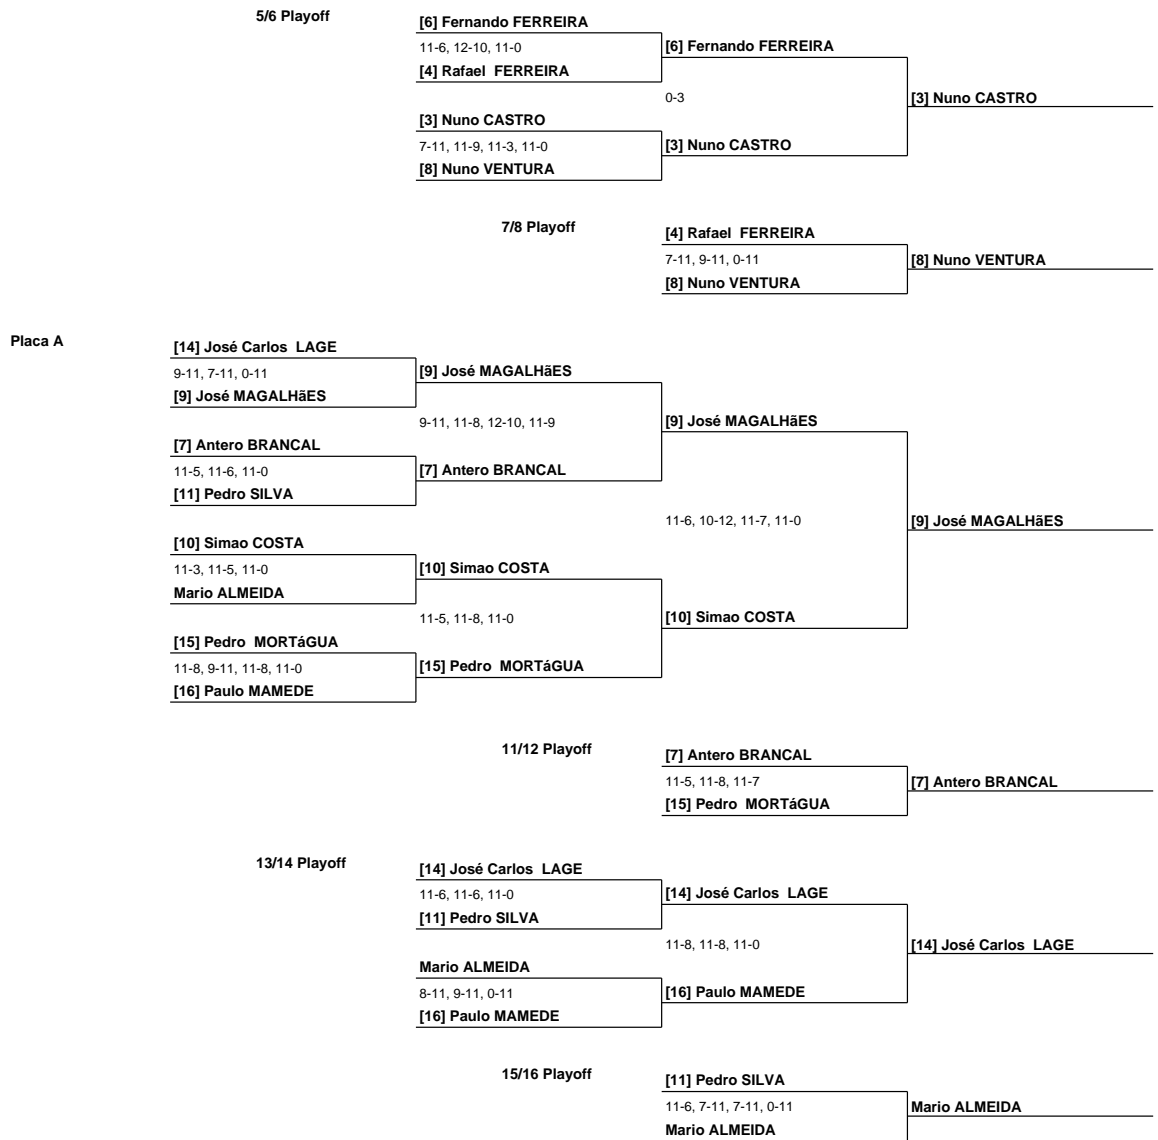 5/6 Playoff
[6] Fernando FERREIRA
11-6, 12-10, 11-0
[6] Fernando FERREIRA
[4] Rafael  FERREIRA
0-3
[3] Nuno CASTRO
[3] Nuno CASTRO
7-11, 11-9, 11-3, 11-0
[3] Nuno CASTRO
[8] Nuno VENTURA
7/8 Playoff
[4] Rafael  FERREIRA
7-11, 9-11, 0-11
[8] Nuno VENTURA
[8] Nuno VENTURA
Placa A
[14] José Carlos  LAGE
9-11, 7-11, 0-11
[9] José MAGALHãES
[9] José MAGALHãES
9-11, 11-8, 12-10, 11-9
[9] José MAGALHãES
[7] Antero BRANCAL
11-5, 11-6, 11-0
[7] Antero BRANCAL
[11] Pedro SILVA
11-6, 10-12, 11-7, 11-0
[9] José MAGALHãES
[10] Simao COSTA
11-3, 11-5, 11-0
[10] Simao COSTA
Mario ALMEIDA
11-5, 11-8, 11-0
[10] Simao COSTA
[15] Pedro  MORTáGUA
11-8, 9-11, 11-8, 11-0
[15] Pedro  MORTáGUA
[16] Paulo MAMEDE
11/12 Playoff
[7] Antero BRANCAL
11-5, 11-8, 11-7
[7] Antero BRANCAL
[15] Pedro  MORTáGUA
13/14 Playoff
[14] José Carlos  LAGE
11-6, 11-6, 11-0
[14] José Carlos  LAGE
[11] Pedro SILVA
11-8, 11-8, 11-0
[14] José Carlos  LAGE
Mario ALMEIDA
8-11, 9-11, 0-11
[16] Paulo MAMEDE
[16] Paulo MAMEDE
15/16 Playoff
[11] Pedro SILVA
11-6, 7-11, 7-11, 0-11
Mario ALMEIDA
Mario ALMEIDA